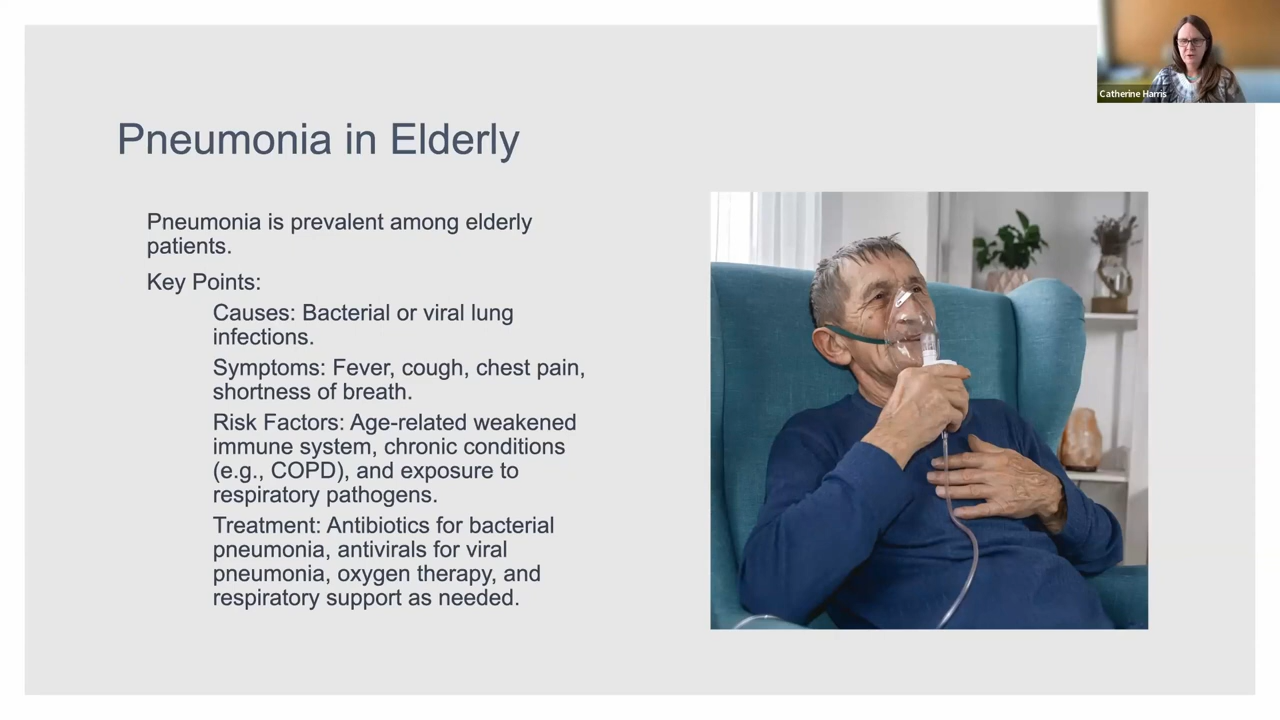 Catherine Harris
Pneumonia in Elderly
Pneumonia is prevalent among elderly
patients.
Key Points:
Causes: Bacterial or viral lung
infections.
Symptoms: Fever, cough, chest pain,
shortness of breath.
Risk Factors: Age-related weakened
immune system, chronic conditions
(e.g., COPD), and exposure to
respiratory pathogens.
Treatment: Antibiotics for bacterial
pneumonia, antivirals for viral
pneumonia, oxygen therapy, and
respiratory support as needed.